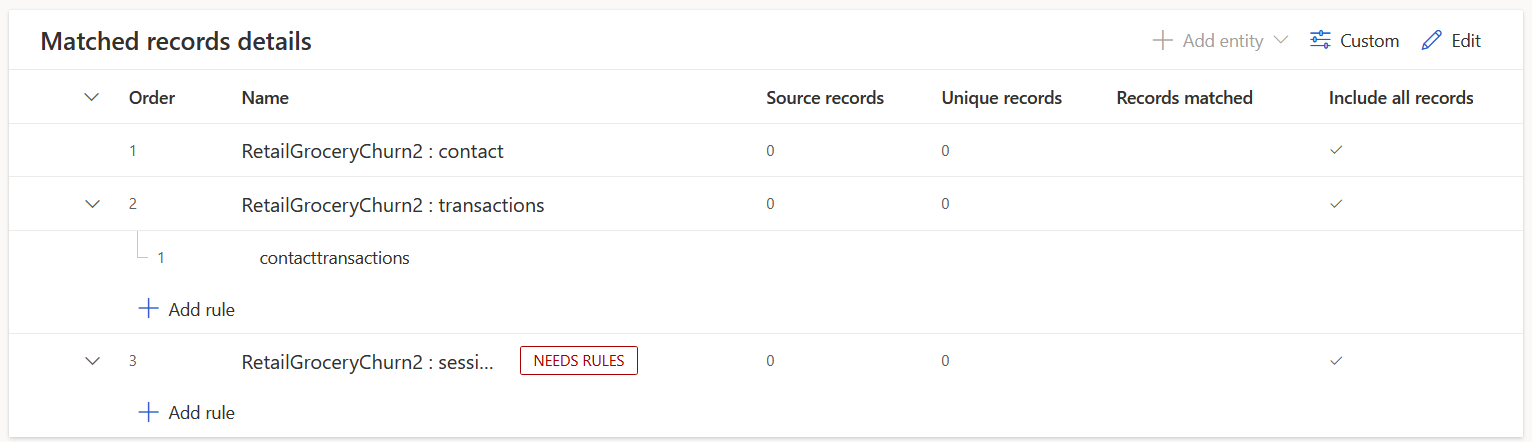 Matched records details
Add entity
Custom
Edit
Order Name Source records Unique records Records matched Include all records
1 RetailGroceryChurn2 : contact 0 0
2 RetailGroceryChurn2 : transactions 0 0
1 contacttransactions
Add rule
3 RetailGroceryChurn2 : sessi... NEEDS RULES 0 0
Add rule